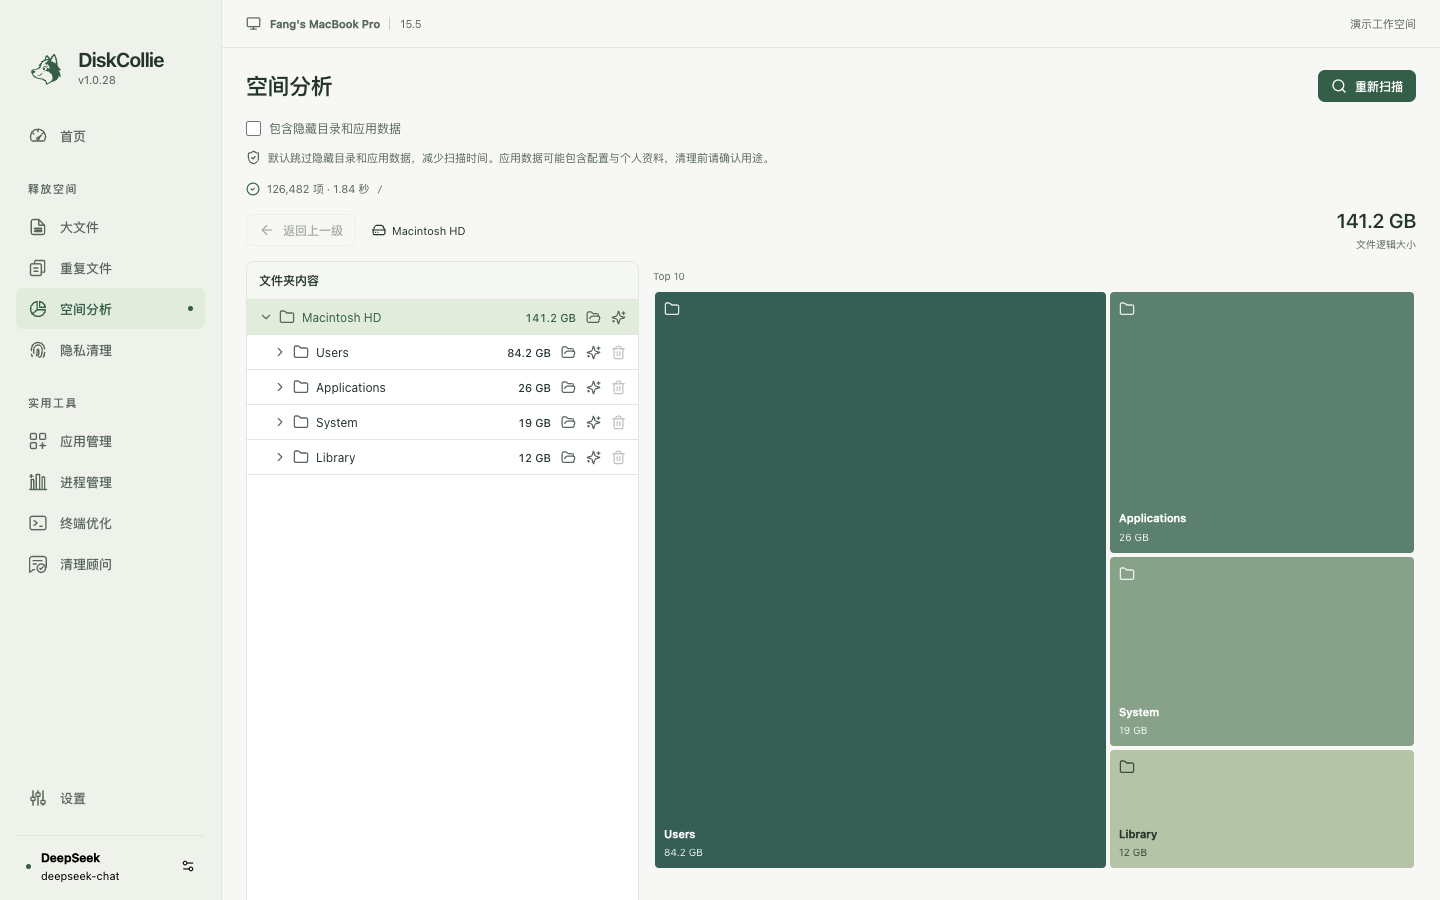 DiskCollie
v1.0.28
首页
释放空间
大文件
重复文件
空间分析
隐私清理
实用工具
应用管理
进程管理
终端优化
清理顾问
设置
DeepSeek
deepseek-chat
Fang's MacBook Pro 15.5
演示工作空间
空间分析
重新扫描
包含隐藏目录和应用数据
默认跳过隐藏目录和应用数据，减少扫描时间。应用数据可能包含配置与个人资料，清理前请确认用途。
126,482 项 · 1.84 秒 /
返回上一级
Macintosh HD
141.2 GB
文件逻辑大小
文件夹内容
Macintosh HD 141.2 GB
Users 84.2 GB
Applications 26 GB
System 19 GB
Library 12 GB
Top 10
Users
84.2 GB
Applications
26 GB
System
19 GB
Library
12 GB